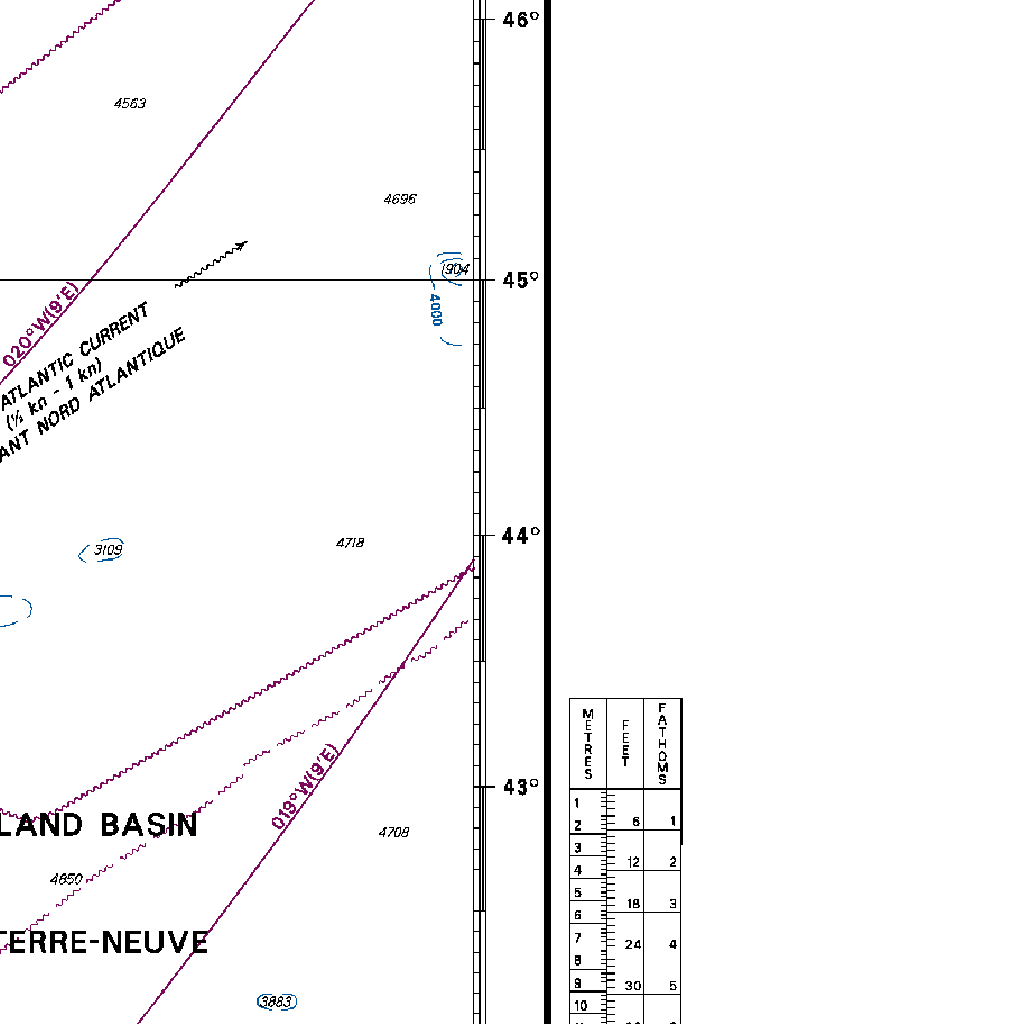 46°
4563
4696
1904
45°
4000
020°W(9'E)
ATLANTIC CURRENT
(½ kn - 1 kn)
ANT NORD ATLANTIQUE
44°
3109
4718
METRES FEET FATHOMS
43°
019°W(9'E)
1
2 6 1
LAND BASIN
4708
3
4 12 2
4650
5
6 18 3
TERRE-NEUVE
7
8 24 4
9 30 5
3883
10